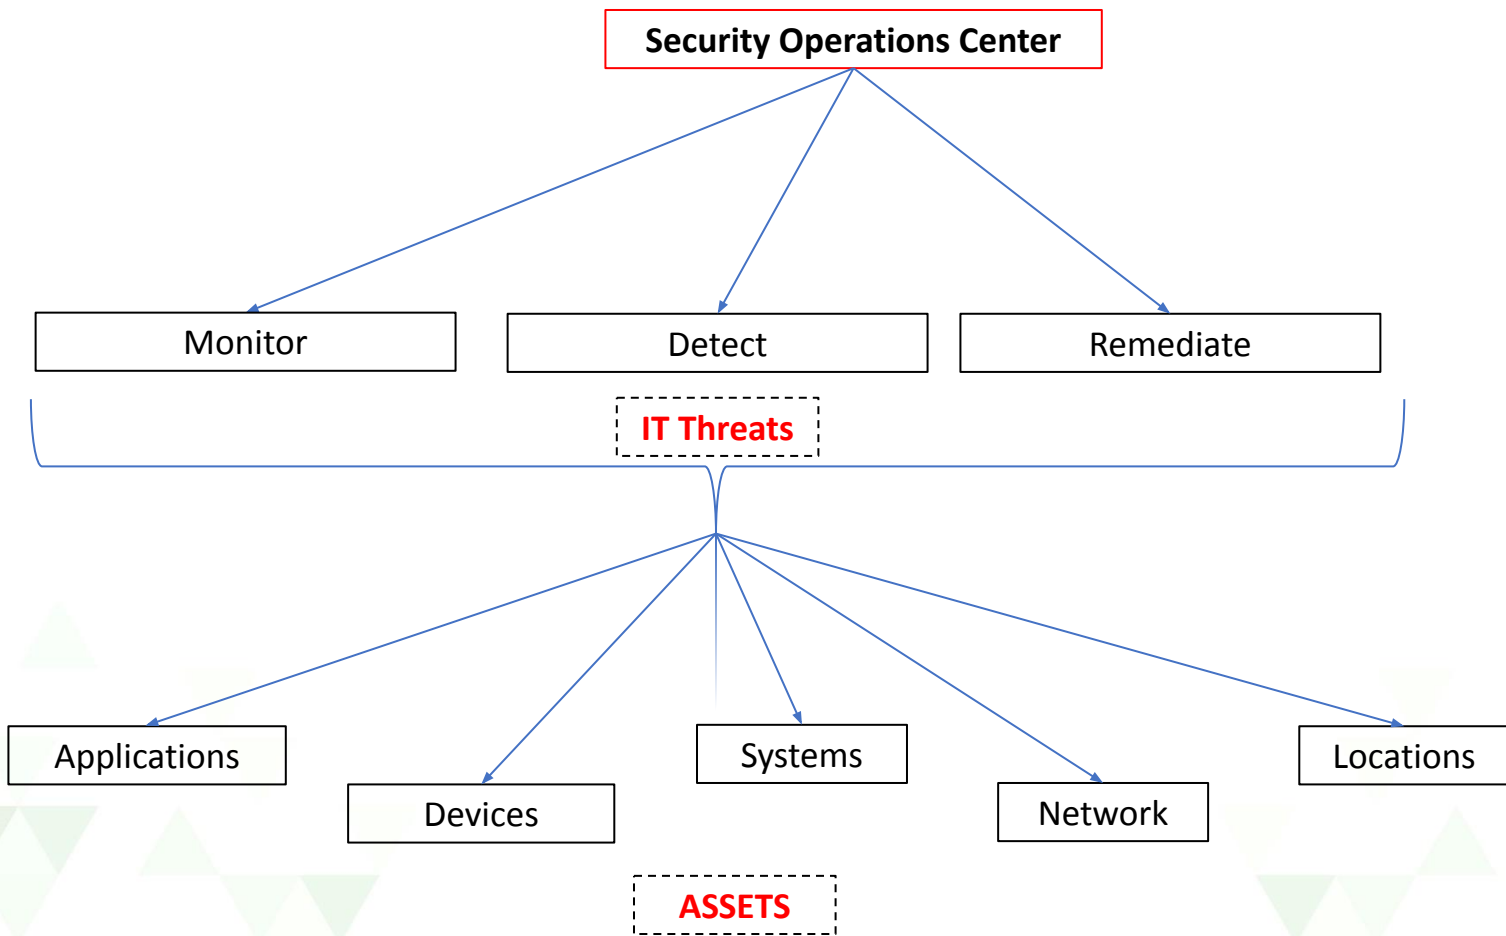 Security Operations Center
Monitor
Detect
Remediate
IT Threats
Applications
Devices
Systems
Network
Locations
ASSETS